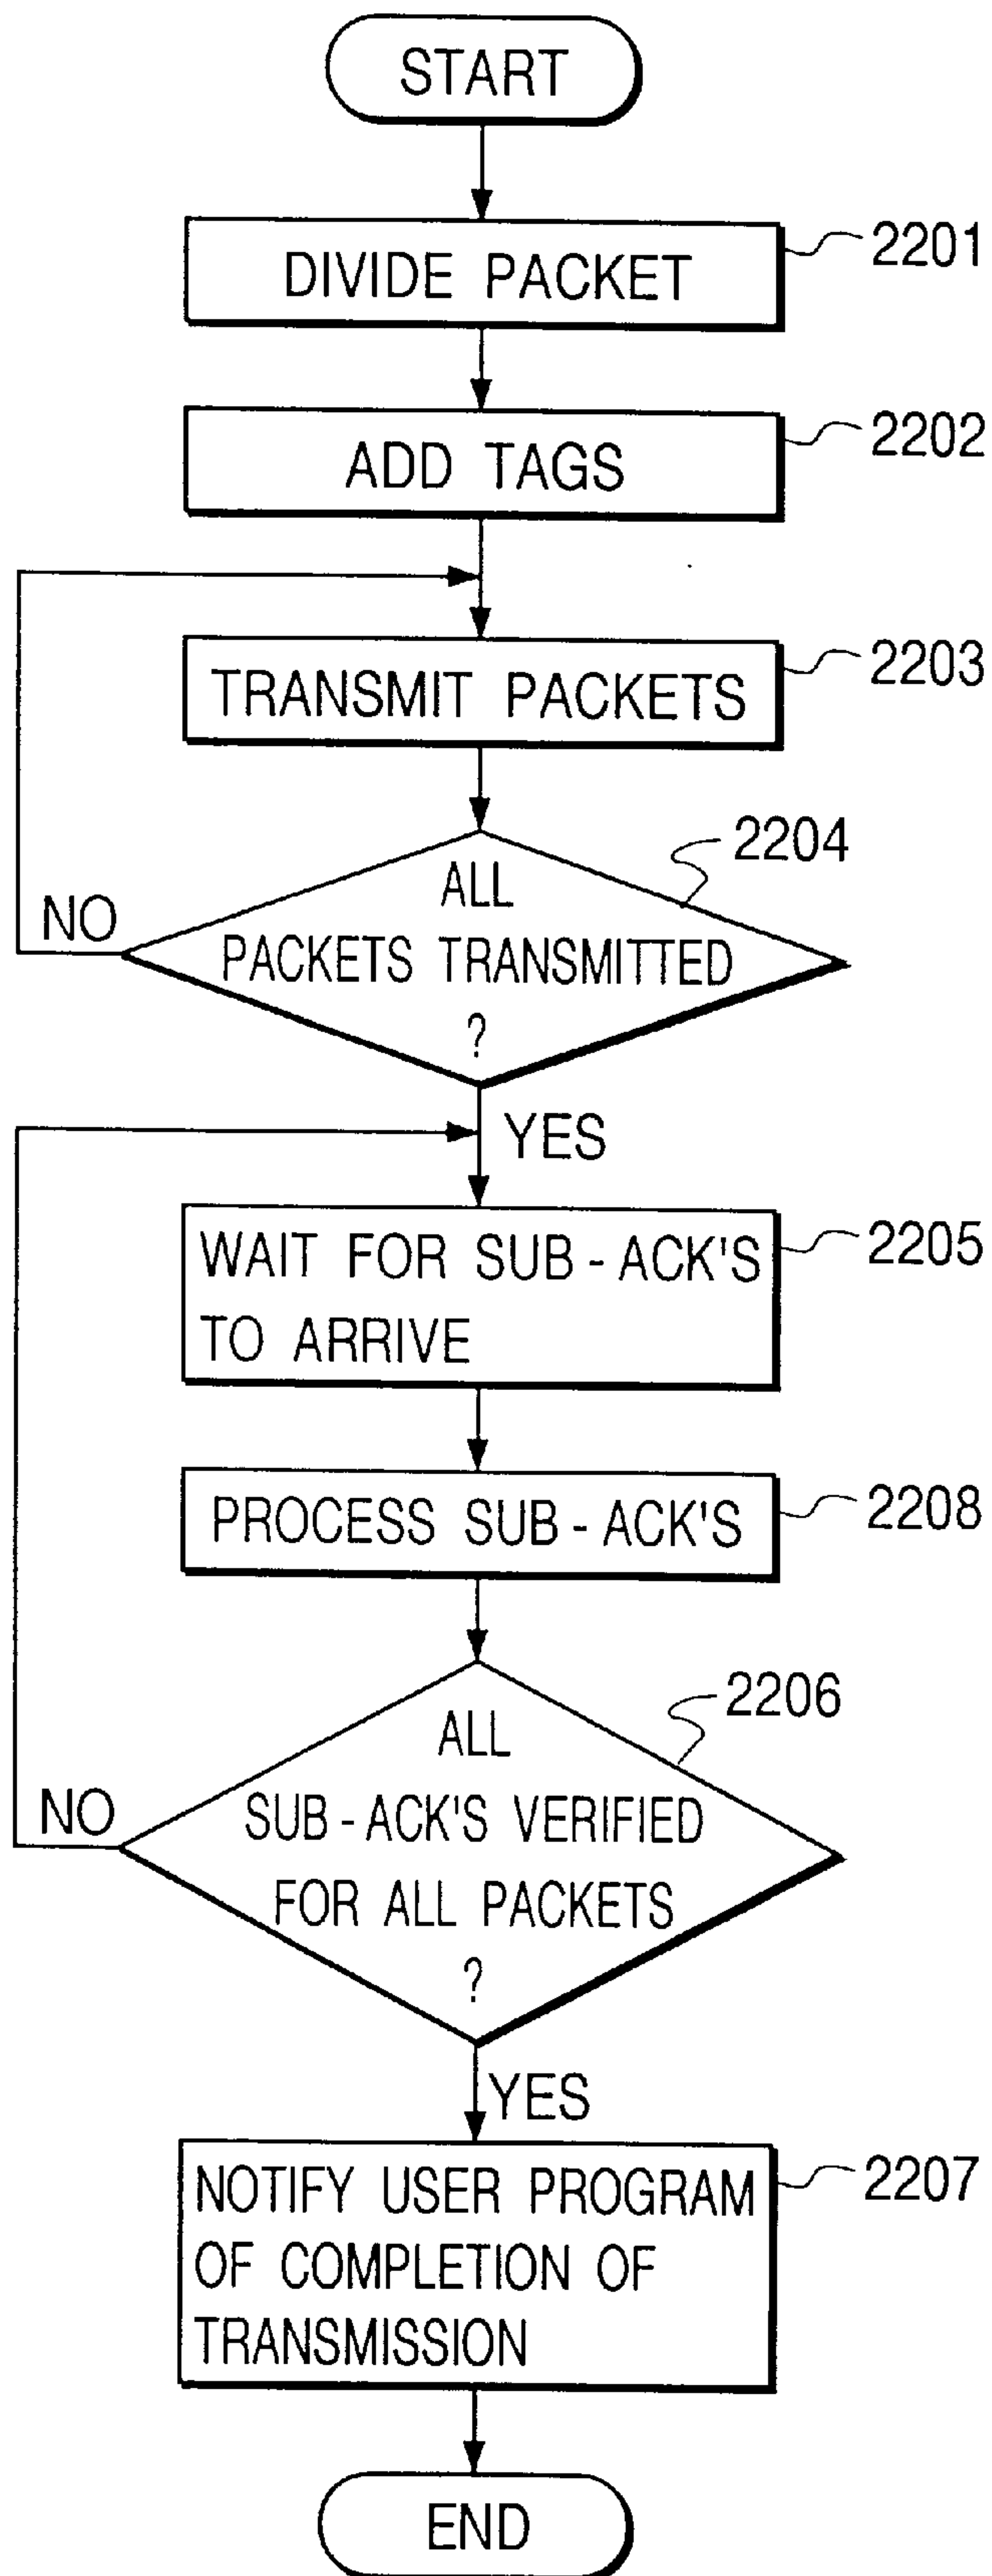 START
DIVIDE PACKET
2201
ADD TAGS
2202
TRANSMIT PACKETS
2203
2204
ALL
PACKETS TRANSMITTED
?
NO
YES
WAIT FOR SUB-ACK'S
TO ARRIVE
2205
PROCESS SUB-ACK'S
2208
2206
ALL
SUB-ACK'S VERIFIED
FOR ALL PACKETS
?
NO
YES
NOTIFY USER PROGRAM
OF COMPLETION OF
TRANSMISSION
2207
END